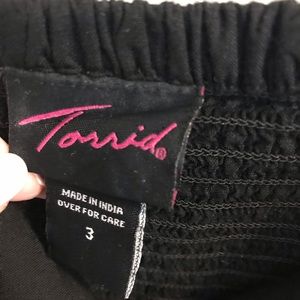 Torrid®
MADE IN INDIA
OVER FOR CARE
3